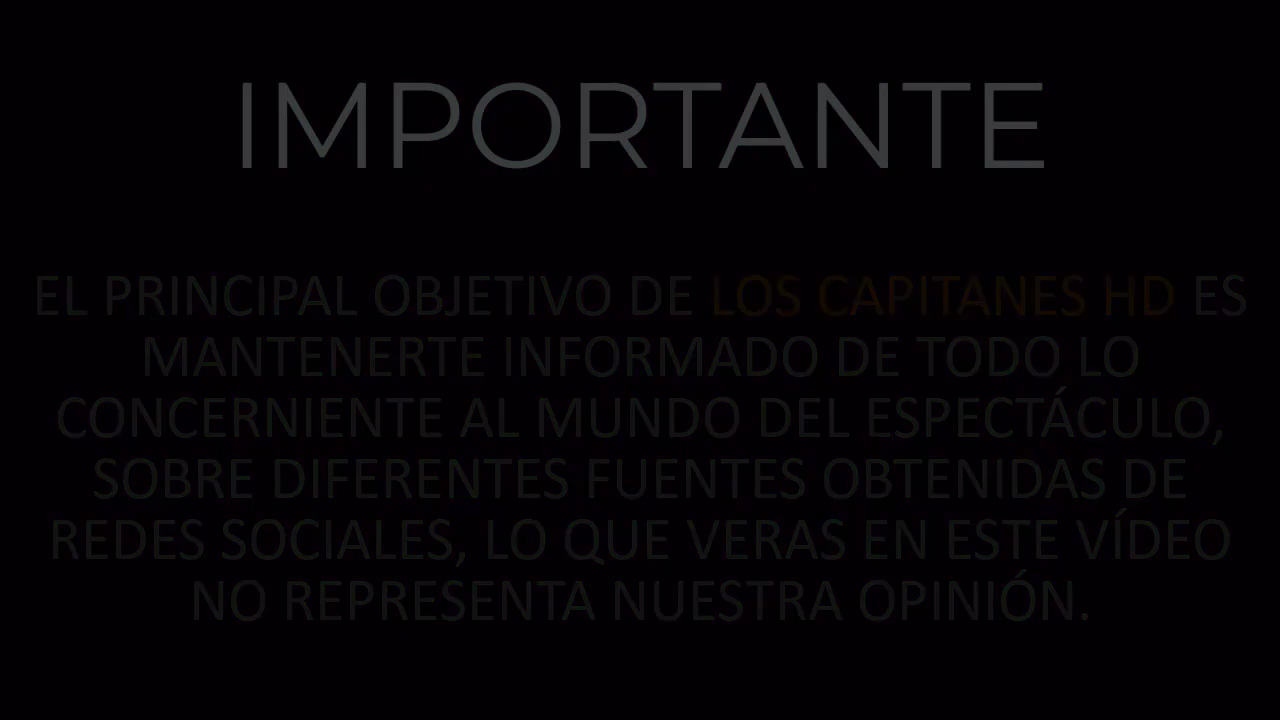 IMPORTANTE
EL PRINCIPAL OBJETIVO DE LOS CAPITANES HD ES
MANTENERTE INFORMADO DE TODO LO
CONCERNIENTE AL MUNDO DEL ESPECTÁCULO,
SOBRE DIFERENTES FUENTES OBTENIDAS DE
REDES SOCIALES, LO QUE VERAS EN ESTE VÍDEO
NO REPRESENTA NUESTRA OPINIÓN.